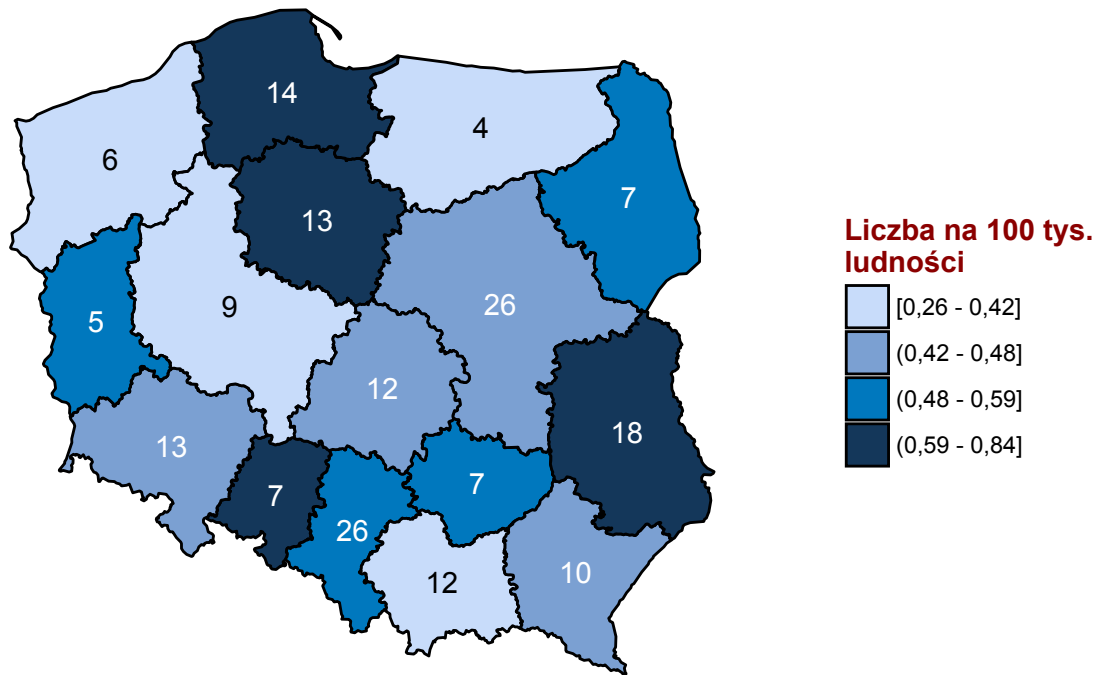 14
4
6
7
13
26
9
5
12
18
13
7
7
26
10
12
Liczba na 100 tys.
ludności
[0,26 - 0,42]
(0,42 - 0,48]
(0,48 - 0,59]
(0,59 - 0,84]